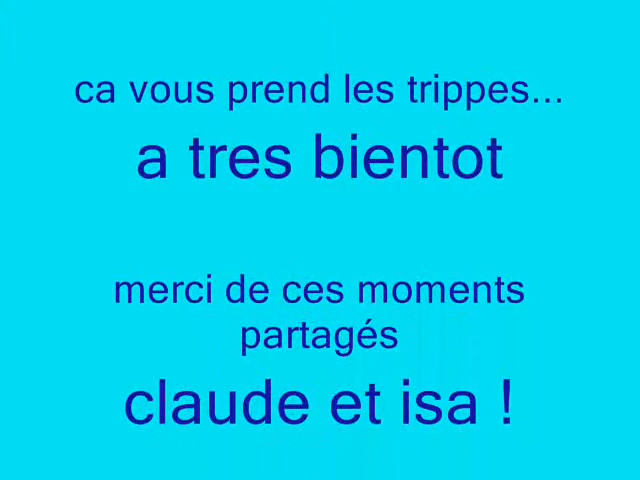 ca vous prend les trippes...
a tres bientot
merci de ces moments
partagés
claude et isa !